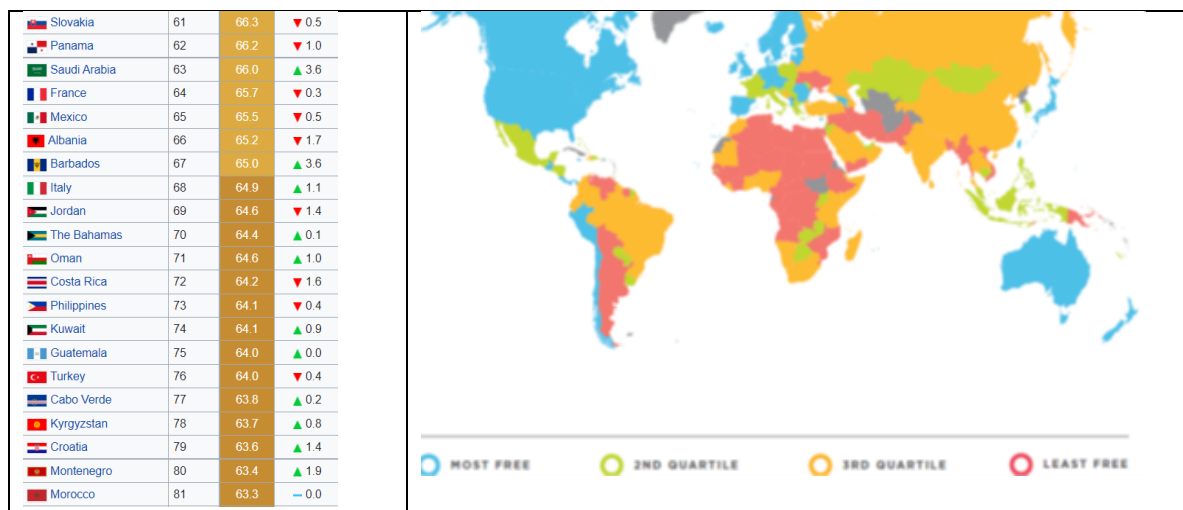 Slovakia 61 66.3 ▼ 0.5
Panama 62 66.2 ▼ 1.0
Saudi Arabia 63 66.0 ▲ 3.6
France 64 65.7 ▼ 0.3
Mexico 65 65.5 ▼ 0.5
Albania 66 65.2 ▼ 1.7
Barbados 67 65.0 ▲ 3.6
Italy 68 64.9 ▲ 1.1
Jordan 69 64.6 ▼ 1.4
The Bahamas 70 64.4 ▲ 0.1
Oman 71 64.6 ▲ 1.0
Costa Rica 72 64.2 ▼ 1.6
Philippines 73 64.1 ▼ 0.4
Kuwait 74 64.1 ▲ 0.9
Guatemala 75 64.0 ▲ 0.0
Turkey 76 64.0 ▼ 0.4
Cabo Verde 77 63.8 ▲ 0.2
Kyrgyzstan 78 63.7 ▲ 0.8
Croatia 79 63.6 ▲ 1.4
Montenegro 80 63.4 ▲ 1.9
Morocco 81 63.3 – 0.0
MOST FREE 2ND QUARTILE 3RD QUARTILE LEAST FREE